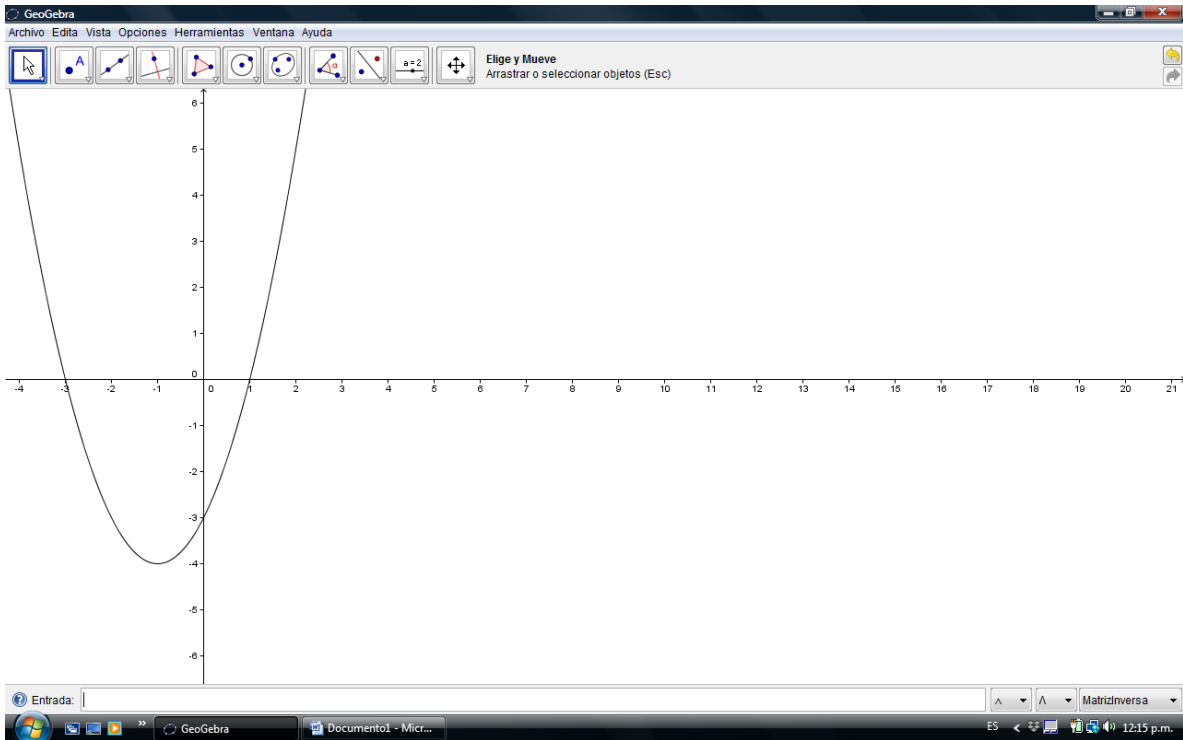 GeoGebra
Archivo Edita Vista Opciones Herramientas Ventana Ayuda
A
α
a=2
Elige y Mueve
Arrastrar o seleccionar objetos (Esc)
6
5
4
3
2
1
0
-4 -3 -2 -1 0 1 2 3 4 5 6 7 8 9 10 11 12 13 14 15 16 17 18 19 20 21
-1
-2
-3
-4
-5
-6
Entrada:
MatrizInversa
GeoGebra
Documento1 - Micr...
ES
12:15 p.m.